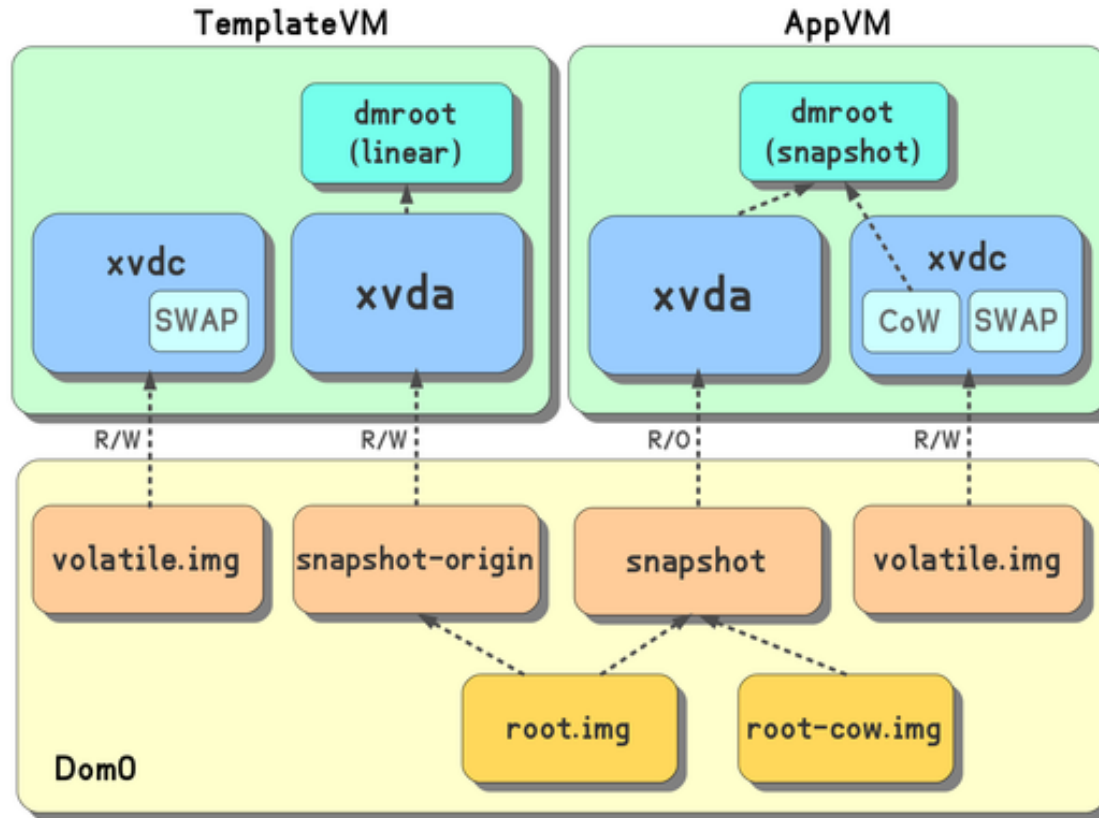 TemplateVM
AppVM
dmroot
(linear)
dmroot
(snapshot)
xvdc
SWAP
xvda
xvda
xvdc
CoW
SWAP
R/W
R/W
R/O
R/W
volatile.img
snapshot-origin
snapshot
volatile.img
root.img
root-cow.img
Dom0